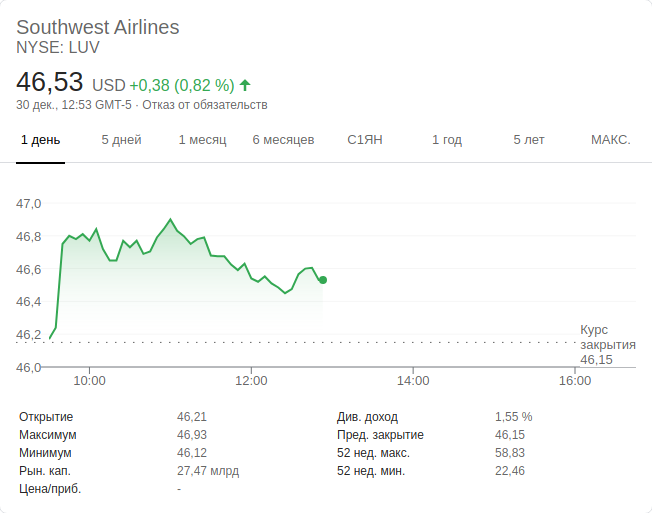 Southwest Airlines
NYSE: LUV
46,53 USD +0,38 (0,82 %)
30 дек., 12:53 GMT-5 · Отказ от обязательств
1 день 5 дней 1 месяц 6 месяцев С1ЯН 1 год 5 лет МАКС.
47,0
46,8
46,6
46,4
46,2
46,0
Курс
закрытия
46,15
10:00 12:00 14:00 16:00
Открытие 46,21 Див. доход 1,55 %
Максимум 46,93 Пред. закрытие 46,15
Минимум 46,12 52 нед. макс. 58,83
Рын. кап. 27,47 млрд 52 нед. мин. 22,46
Цена/приб. -